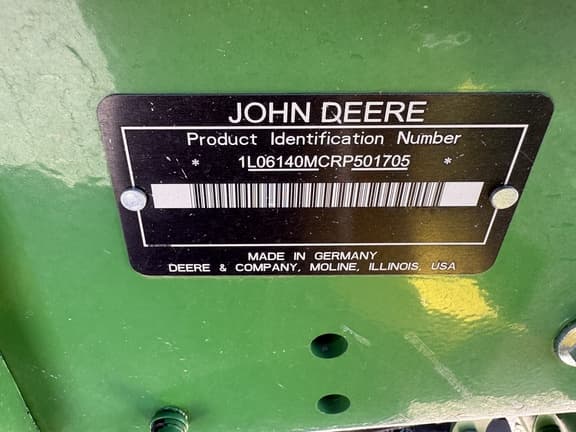 JOHN DEERE
Product Identification Number
* 1L06140MCRP501705 *
MADE IN GERMANY
DEERE & COMPANY, MOLINE, ILLINOIS, USA